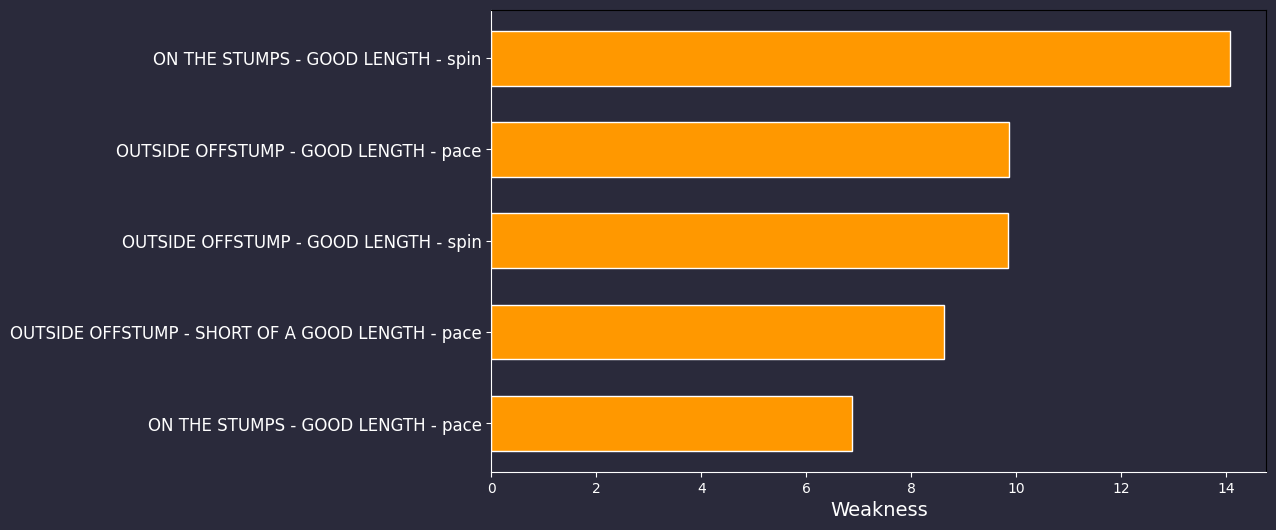 ON THE STUMPS - GOOD LENGTH - spin
OUTSIDE OFFSTUMP - GOOD LENGTH - pace
OUTSIDE OFFSTUMP - GOOD LENGTH - spin
OUTSIDE OFFSTUMP - SHORT OF A GOOD LENGTH - pace
ON THE STUMPS - GOOD LENGTH - pace
0 2 4 6 8 10 12 14
Weakness